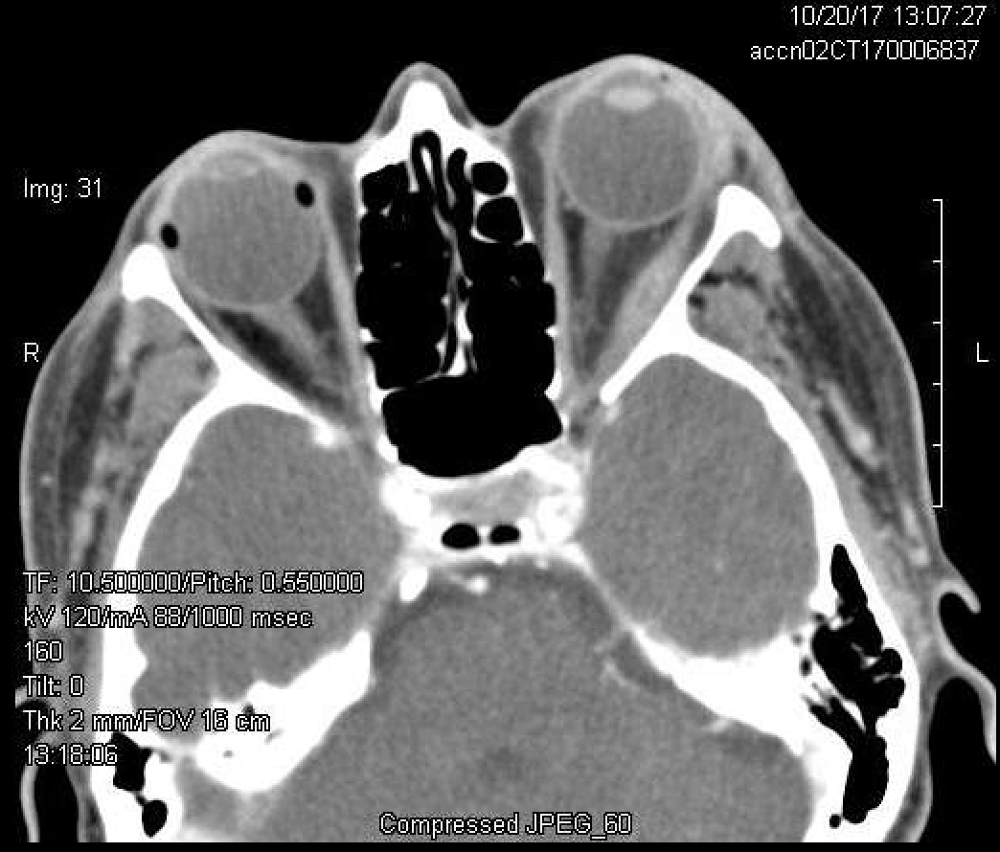 10/20/17 13:07:27
accn02CT170006837
Img: 31
R
L
TF: 10.500000/Pitch: 0.550000
kV 120/mA 88/1000 msec
160
Tilt: 0
Thk 2 mm/FOV 16 cm
13:18:06
Compressed JPEG_60